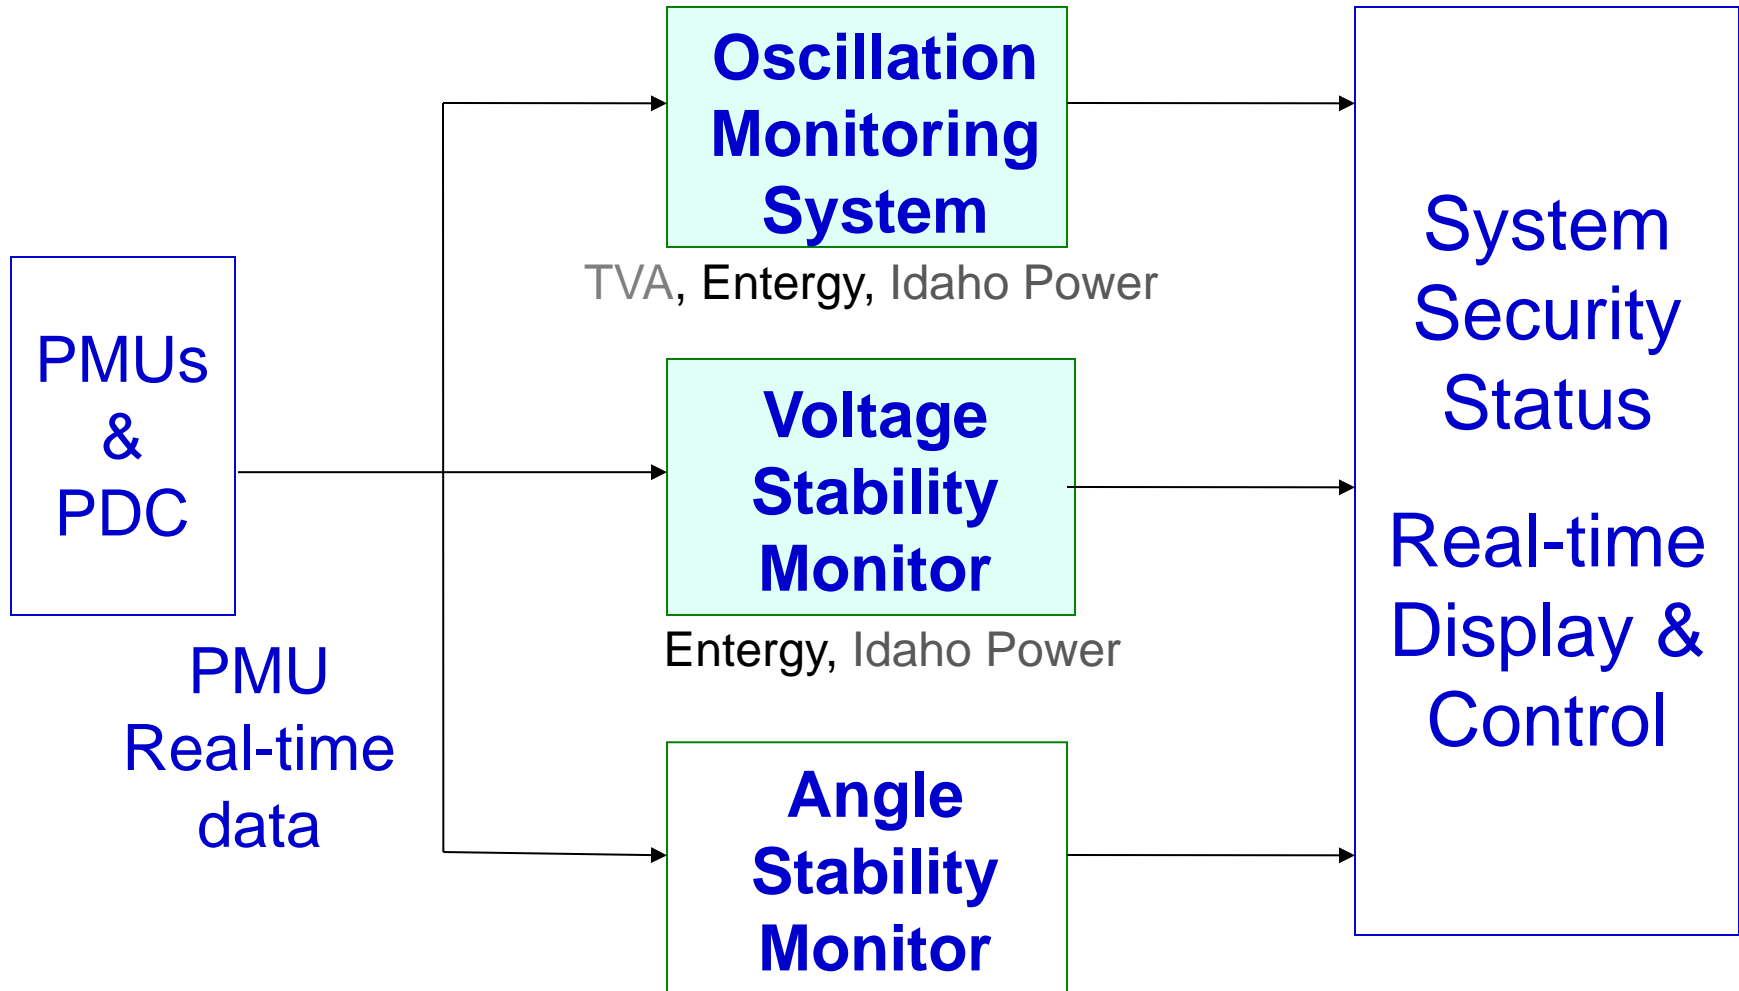 PMUs
&
PDC
PMU
Real-time
data
Oscillation
Monitoring
System
TVA, Entergy, Idaho Power
Voltage
Stability
Monitor
Entergy, Idaho Power
Angle
Stability
Monitor
System
Security
Status
Real-time
Display &
Control